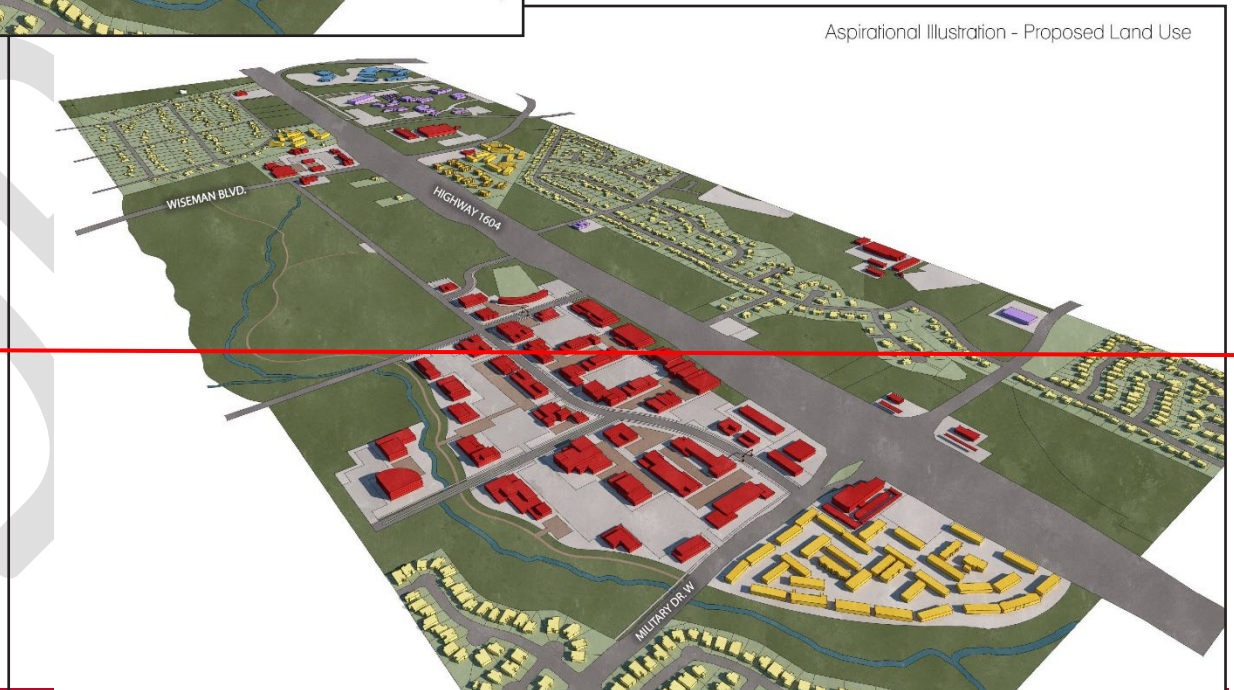 Aspirational Illustration - Proposed Land Use
WISEMAN BLVD.
HIGHWAY 1604
MILITARY DR. W